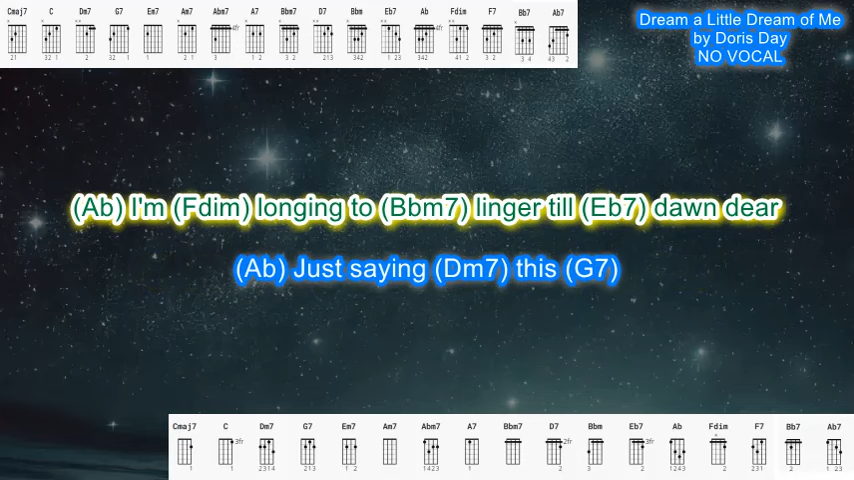 Cmaj7 C Dm7 G7 Em7 Am7 Abm7 A7 Bbm7 D7 Bbm Eb7 Ab Fdim F7 Bb7 Ab7
Dream a Little Dream of Me
by Doris Day
NO VOCAL
(Ab) I'm (Fdim) longing to (Bbm7) linger till (Eb7) dawn dear
(Ab) Just saying (Dm7) this (G7)
Cmaj7 C Dm7 G7 Em7 Am7 Abm7 A7 Bbm7 D7 Bbm Eb7 Ab Fdim F7 Bb7 Ab7